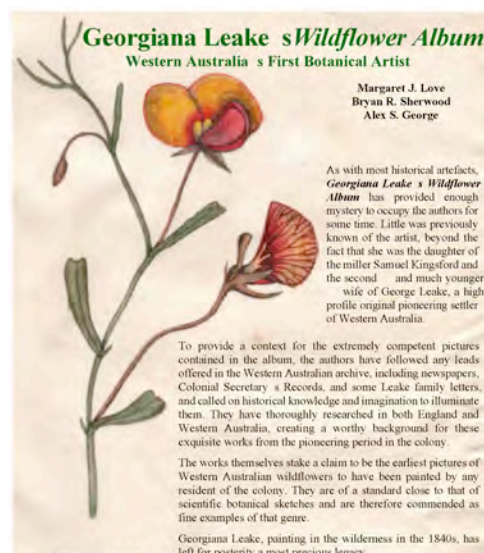 Georgiana Leake s Wildflower Album
Western Australia s First Botanical Artist
Margaret J. Love
Bryan R. Sherwood
Alex S. George
As with most historical artefacts,
Georgiana Leake s Wildflower
Album has provided enough
mystery to occupy the authors for
some time. Little was previously
known of the artist, beyond the
fact that she was the daughter of
the miller Samuel Kingsford and
the second and much younger
wife of George Leake, a high
profile original pioneering settler
of Western Australia.
To provide a context for the extremely competent pictures
contained in the album, the authors have followed any leads
offered in the Western Australian archive, including newspapers,
Colonial Secretary s Records, and some Leake family letters,
and called on historical knowledge and imagination to illuminate
them. They have thoroughly researched in both England and
Western Australia, creating a worthy background for these
exquisite works from the pioneering period in the colony.
The works themselves stake a claim to be the earliest pictures of
Western Australian wildflowers to have been painted by any
resident of the colony. They are of a standard close to that of
scientific botanical sketches and are therefore commended as
fine examples of that genre.
Georgiana Leake, painting in the wilderness in the 1840s, has
left for posterity a most precious legacy.